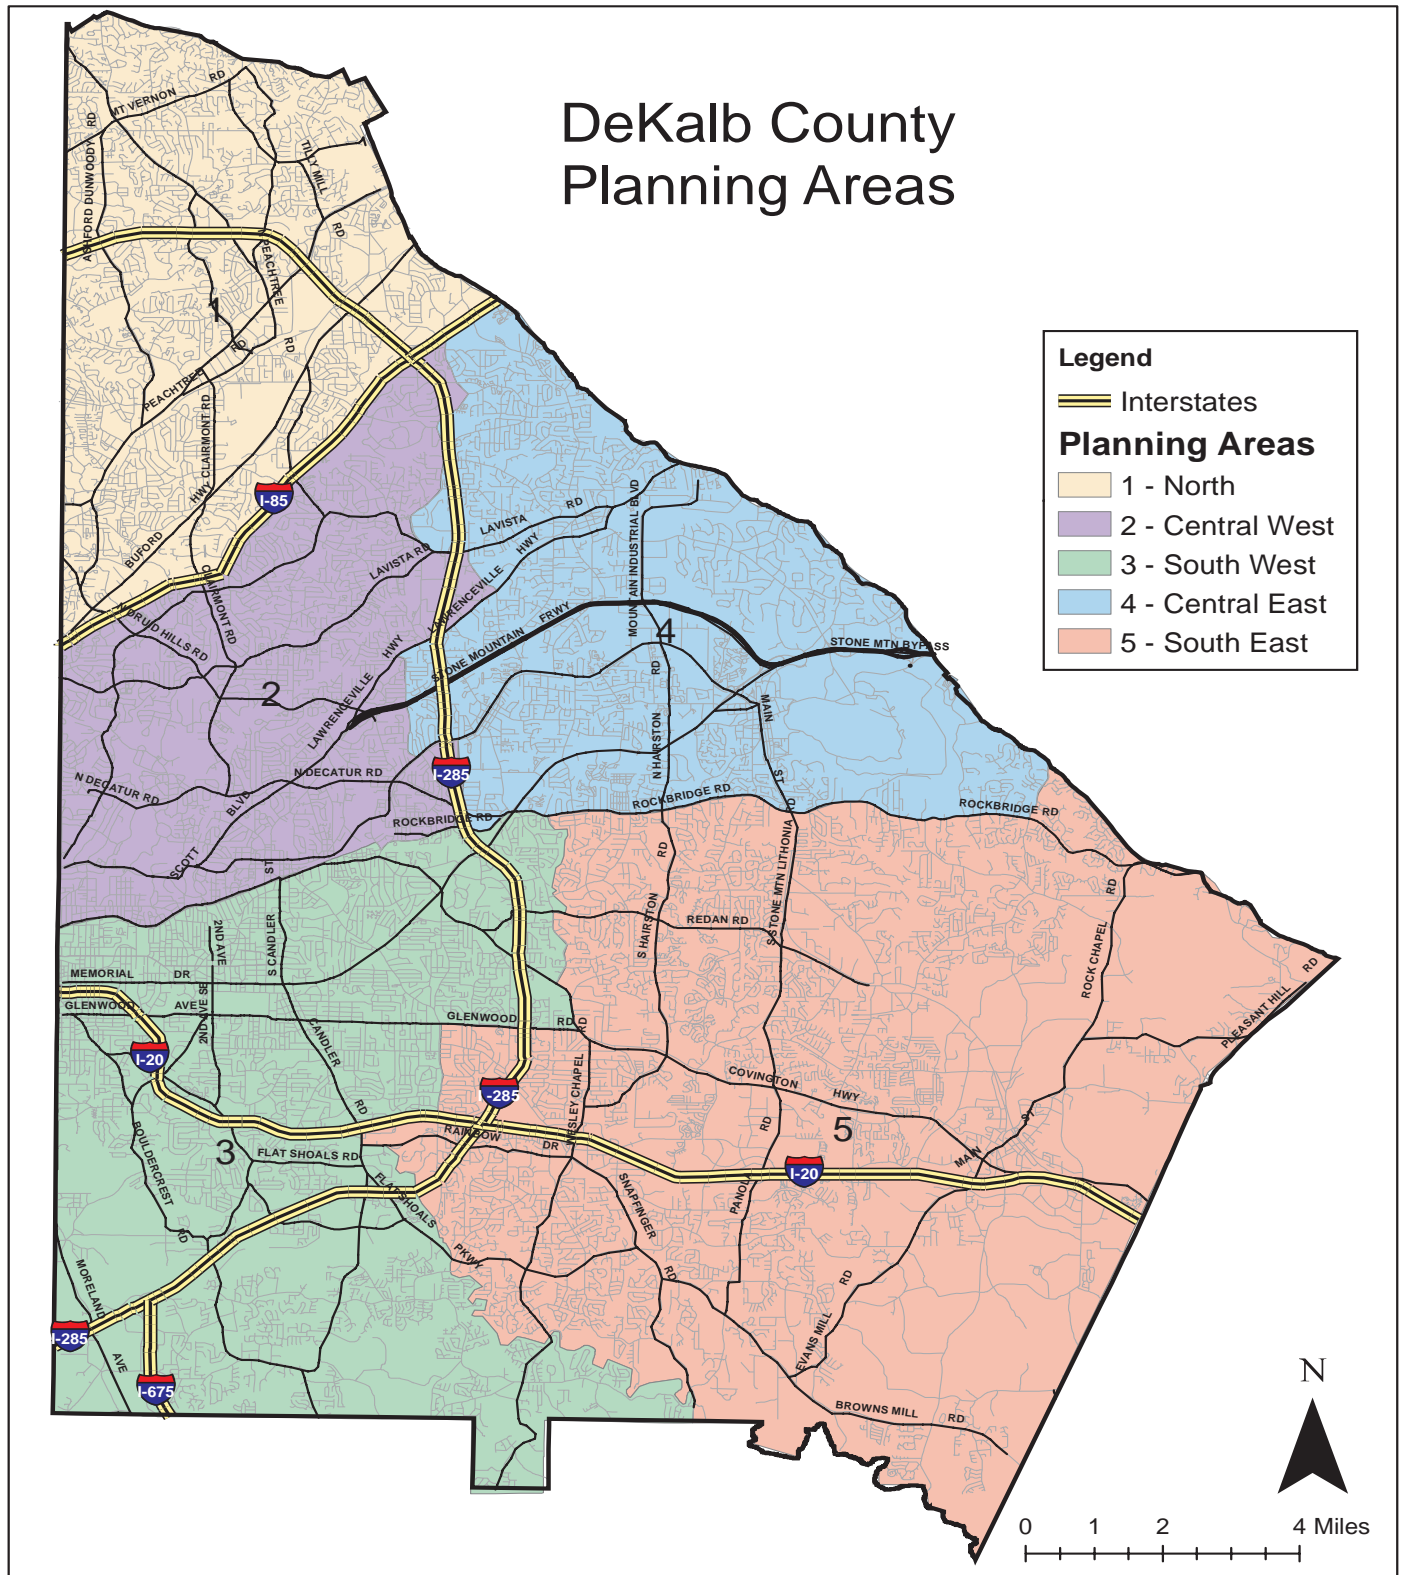 DeKalb County
Planning Areas
MT VERNON
RD
ASHFORD DUNWOODY RD
TILLY MILL
RD
N PEACHTREE
RD
1
PEACHTREE
RD
CLAIRMONT RD
BUFORD
HWY
I-85
Legend
Interstates
Planning Areas
1 - North
2 - Central West
3 - South West
4 - Central East
5 - South East
LAVISTA
RD
LAVISTA RD
LAWRENCEVILLE
HWY
MOUNTAIN INDUSTRIAL BLVD
CLAIRMONT RD
N DRUID HILLS RD
STONE MOUNTAIN
FRWY
4
STONE MTN BYPASS
2
LAWRENCEVILLE
HWY
N HAIRSTON
RD
MAIN
ST
N DECATUR RD
N DECATUR RD
I-285
SCOTT
BLVD
ROCKBRIDGE RD
ROCKBRIDGE RD
ROCKBRIDGE RD
S CANDLER
ST
2ND AVE
S HAIRSTON
RD
REDAN RD
S STONE MTN LITHONIA RD
ROCK CHAPEL
RD
PLEASANT HILL
RD
MEMORIAL
DR
GLENWOOD
AVE
2ND AVE SE
CANDLER
RD
GLENWOOD
RD
I-20
I-285
WESLEY CHAPEL
RD
COVINGTON
HWY
5
MAIN
ST
RAINBOW
DR
I-20
3
FLAT SHOALS RD
BOULDERCREST
RD
FLAT SHOALS
PKWY
SNAPFINGER
RD
PANOLA
RD
MORELAND
AVE
I-285
I-675
EVANS MILL
RD
BROWNS MILL
RD
N
0 1 2 4 Miles